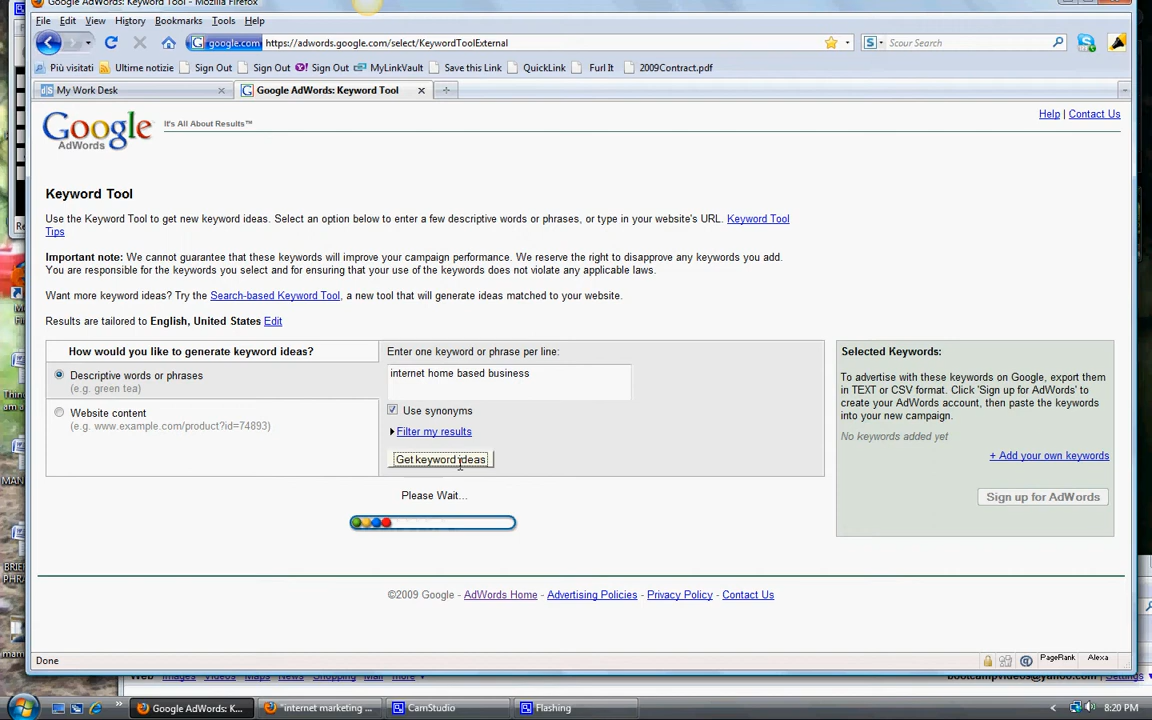 Google AdWords: Keyword Tool - Mozilla Firefox
File Edit View History Bookmarks Tools Help
google.com https://adwords.google.com/select/KeywordToolExternal
S Scour Search
Più visitati Ultime notizie Sign Out Sign Out Sign Out MyLinkVault Save this Link QuickLink Furl It 2009Contract.pdf
My Work Desk
Google AdWords: Keyword Tool
Help | Contact Us
Google AdWords
It's All About Results™
Keyword Tool
Use the Keyword Tool to get new keyword ideas. Select an option below to enter a few descriptive words or phrases, or type in your website's URL. Keyword Tool
Tips
Important note: We cannot guarantee that these keywords will improve your campaign performance. We reserve the right to disapprove any keywords you add.
You are responsible for the keywords you select and for ensuring that your use of the keywords does not violate any applicable laws.
Want more keyword ideas? Try the Search-based Keyword Tool, a new tool that will generate ideas matched to your website.
Results are tailored to English, United States Edit
How would you like to generate keyword ideas?
Descriptive words or phrases
(e.g. green tea)
Website content
(e.g. www.example.com/product?id=74893)
Enter one keyword or phrase per line:
internet home based business
Use synonyms
Filter my results
Get keyword ideas
Please Wait...
Selected Keywords:
To advertise with these keywords on Google, export them
in TEXT or CSV format. Click 'Sign up for AdWords' to
create your AdWords account, then paste the keywords
into your new campaign.
No keywords added yet
+ Add your own keywords
Sign up for AdWords
©2009 Google - AdWords Home - Advertising Policies - Privacy Policy - Contact Us
Done
PageRank Alexa
Web Images Videos Maps News Shopping Mail more
Settings
Google AdWords: K...
"internet marketing ...
CamStudio
Flashing
8:20 PM